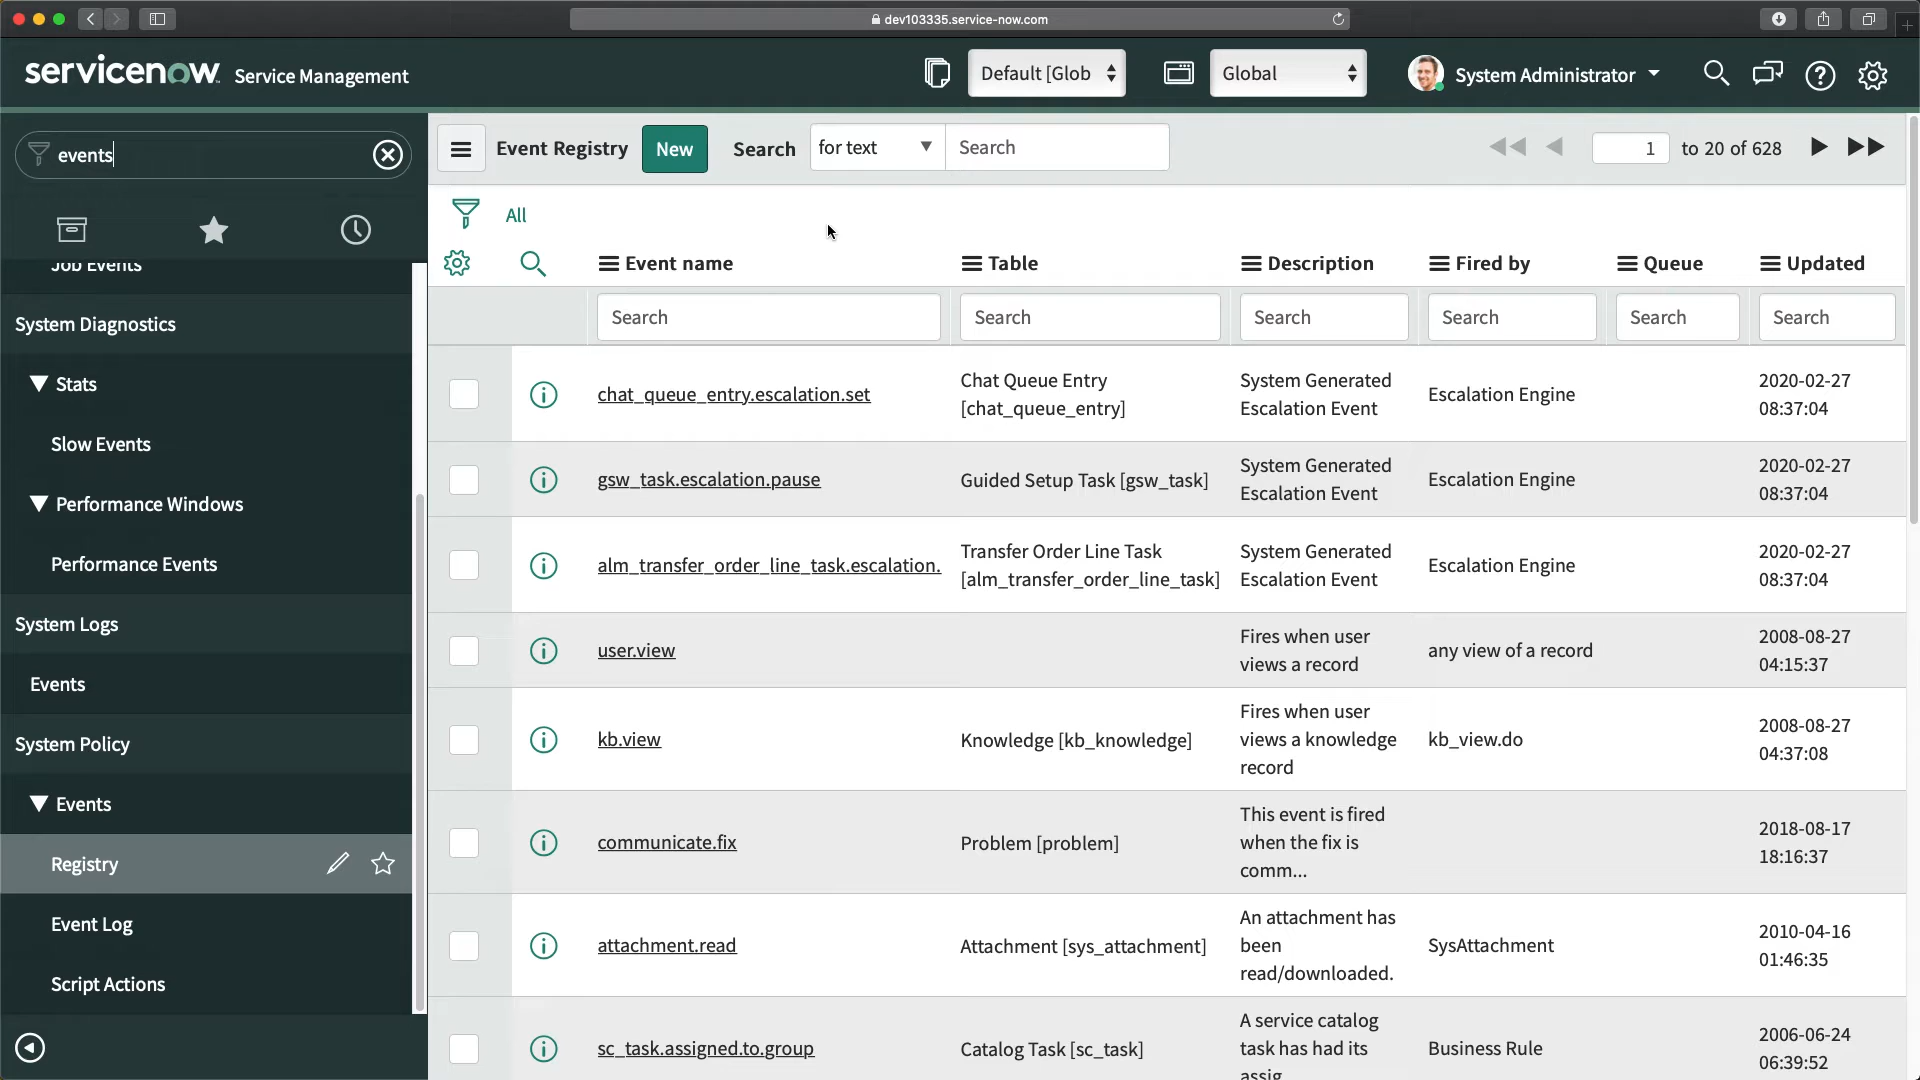 dev103335.service-now.com
servicenow Service Management
Default [Glob
Global
System Administrator
events
Job Events
System Diagnostics
Stats
Slow Events
Performance Windows
Performance Events
System Logs
Events
System Policy
Events
Registry
Event Log
Script Actions
Event Registry New Search for text Search 1 to 20 of 628
All
Event name Table Description Fired by Queue Updated
Search Search Search Search Search Search
chat_queue_entry.escalation.set
Chat Queue Entry
[chat_queue_entry]
System Generated
Escalation Event
Escalation Engine
2020-02-27
08:37:04
gsw_task.escalation.pause
Guided Setup Task [gsw_task]
System Generated
Escalation Event
Escalation Engine
2020-02-27
08:37:04
alm_transfer_order_line_task.escalation.
Transfer Order Line Task
[alm_transfer_order_line_task]
System Generated
Escalation Event
Escalation Engine
2020-02-27
08:37:04
user.view
Fires when user
views a record
any view of a record
2008-08-27
04:15:37
kb.view
Knowledge [kb_knowledge]
Fires when user
views a knowledge
record
kb_view.do
2008-08-27
04:37:08
communicate.fix
Problem [problem]
This event is fired
when the fix is
comm...
2018-08-17
18:16:37
attachment.read
Attachment [sys_attachment]
An attachment has
been
read/downloaded.
SysAttachment
2010-04-16
01:46:35
sc_task.assigned.to.group
Catalog Task [sc_task]
A service catalog
task has had its
assig
Business Rule
2006-06-24
06:39:52